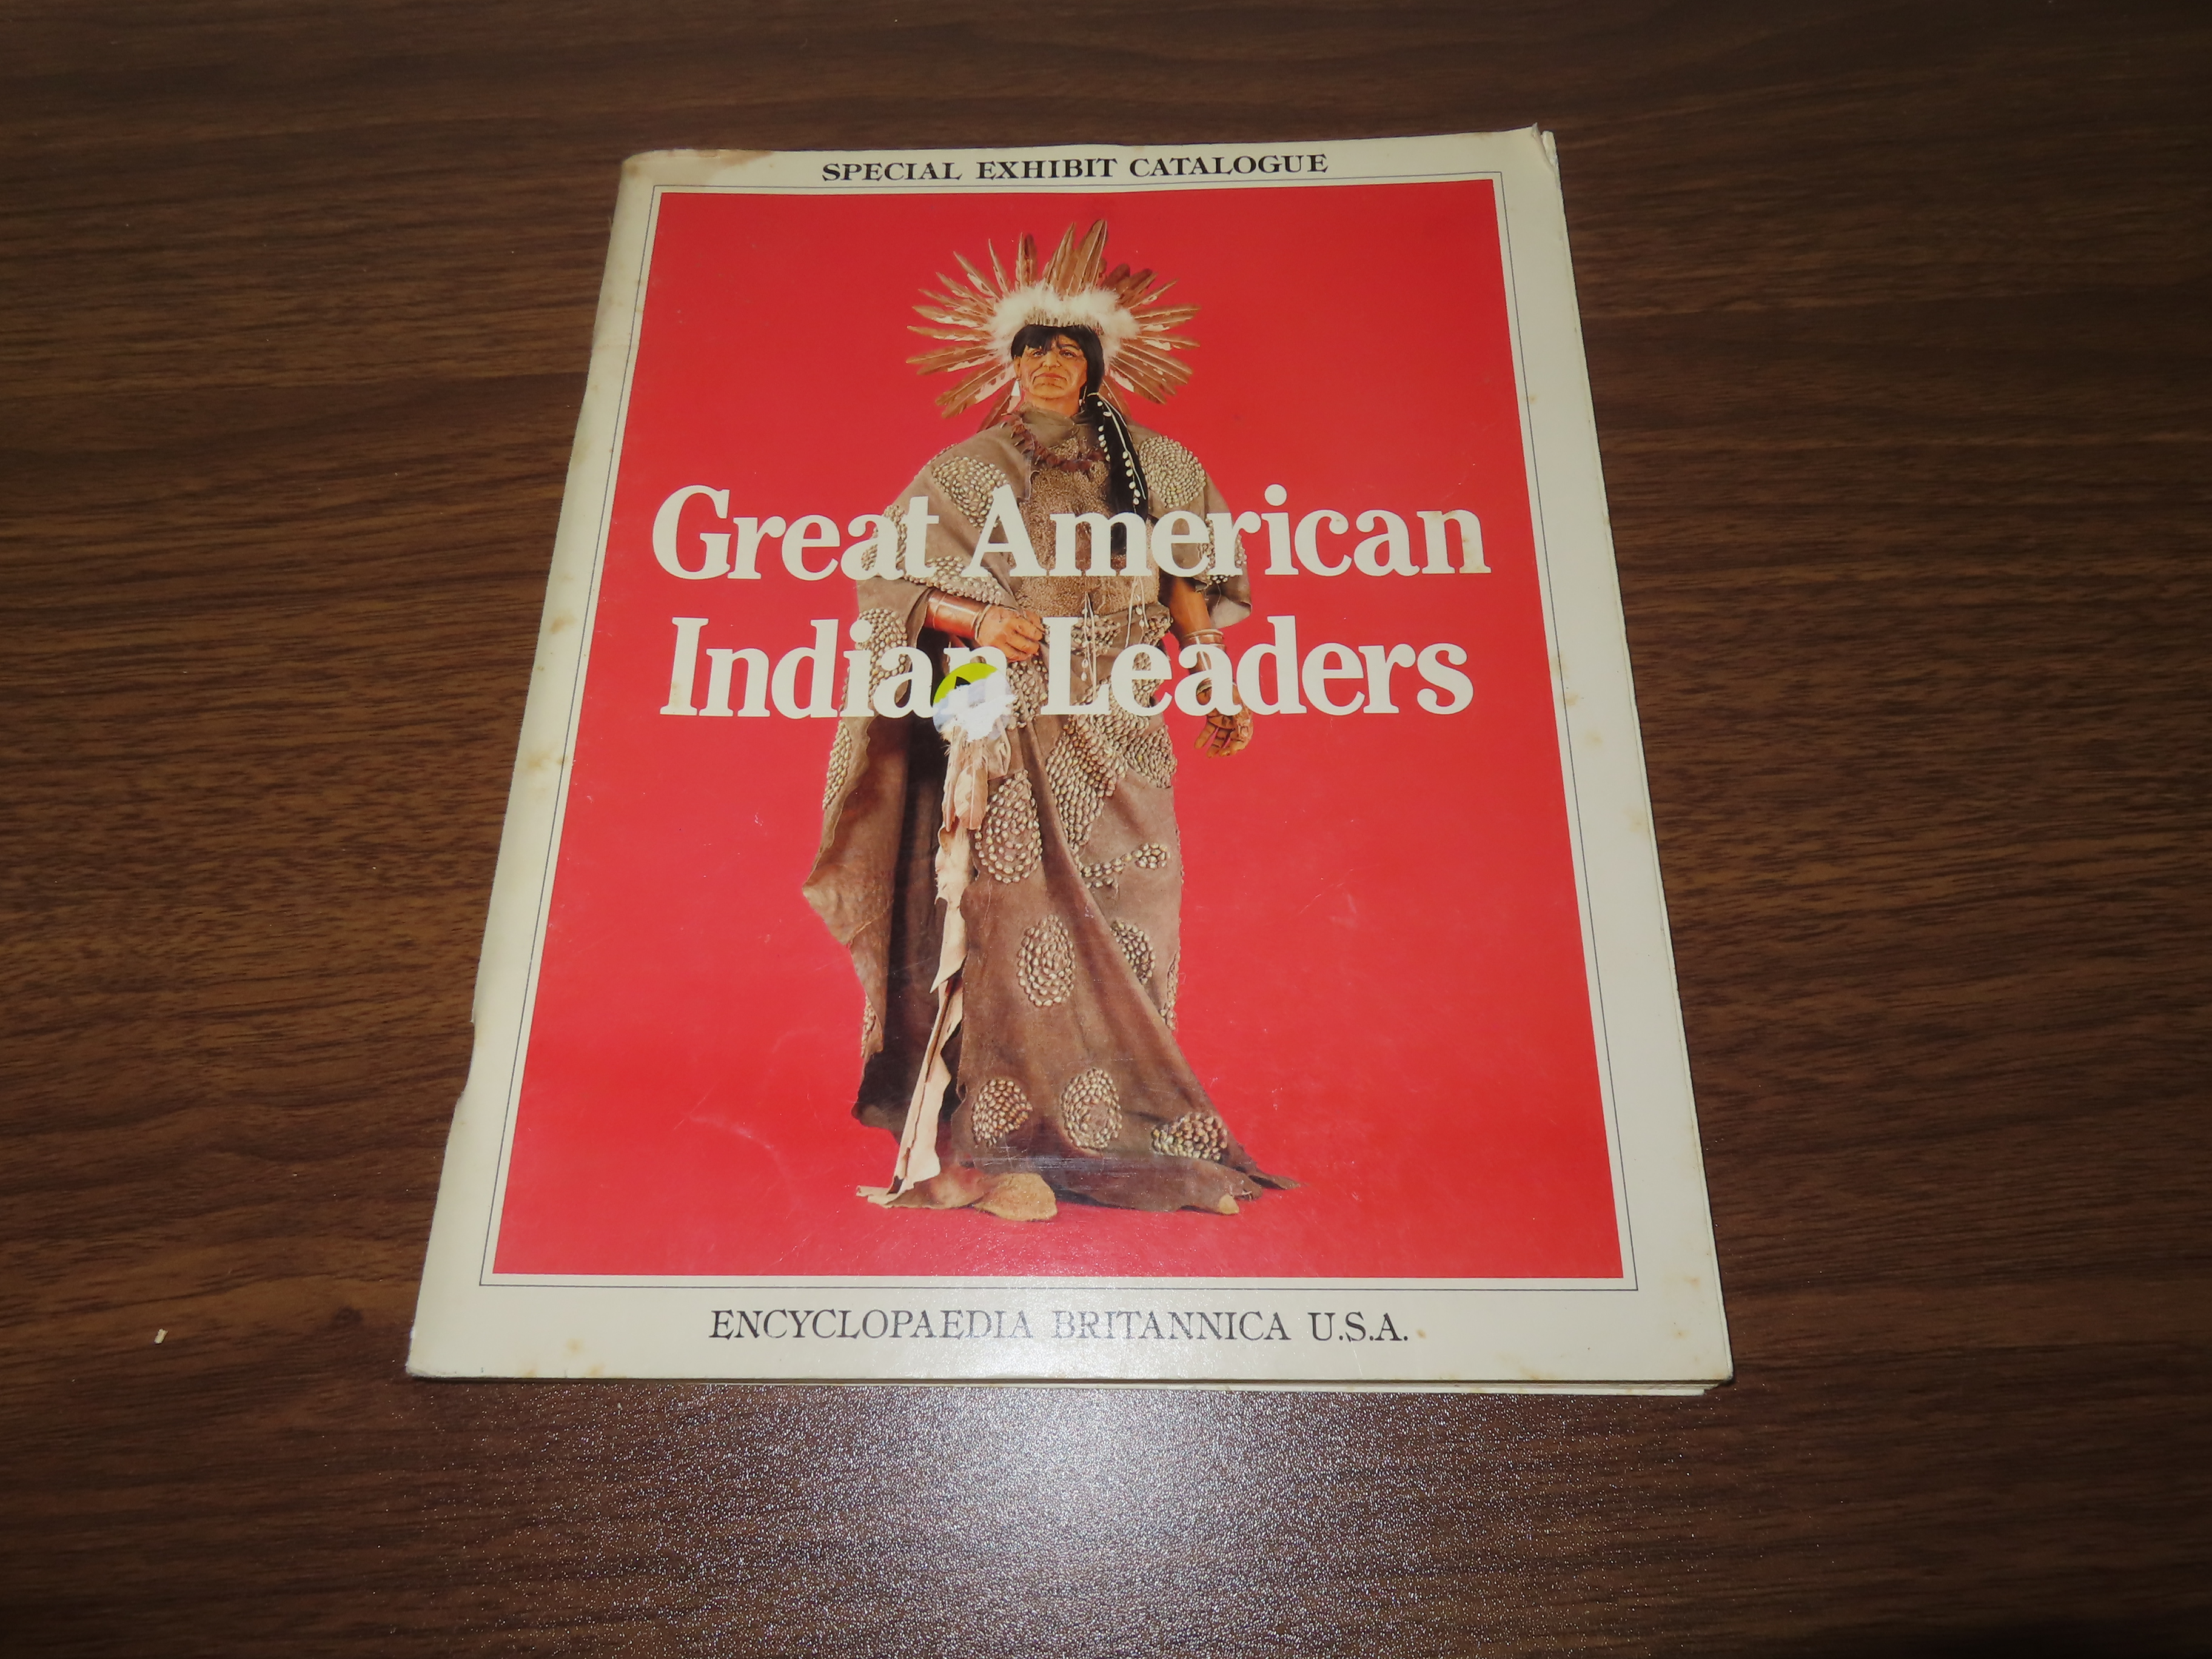 SPECIAL EXHIBIT CATALOGUE
Great American
Indian Leaders
ENCYCLOPAEDIA BRITANNICA U.S.A.